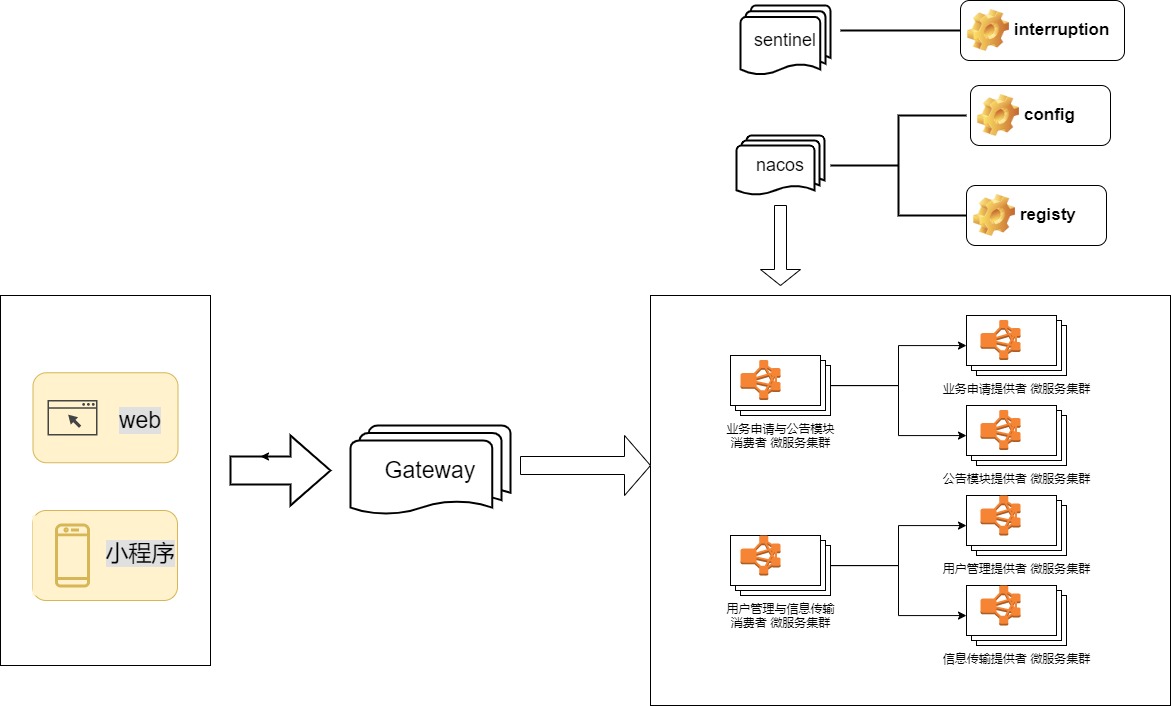 sentinel
interruption
config
nacos
registy
web
小程序
Gateway
业务申请与公告模块
消费者 微服务集群
业务申请提供者 微服务集群
公告模块提供者 微服务集群
用户管理与信息传输
消费者 微服务集群
用户管理提供者 微服务集群
信息传输提供者 微服务集群